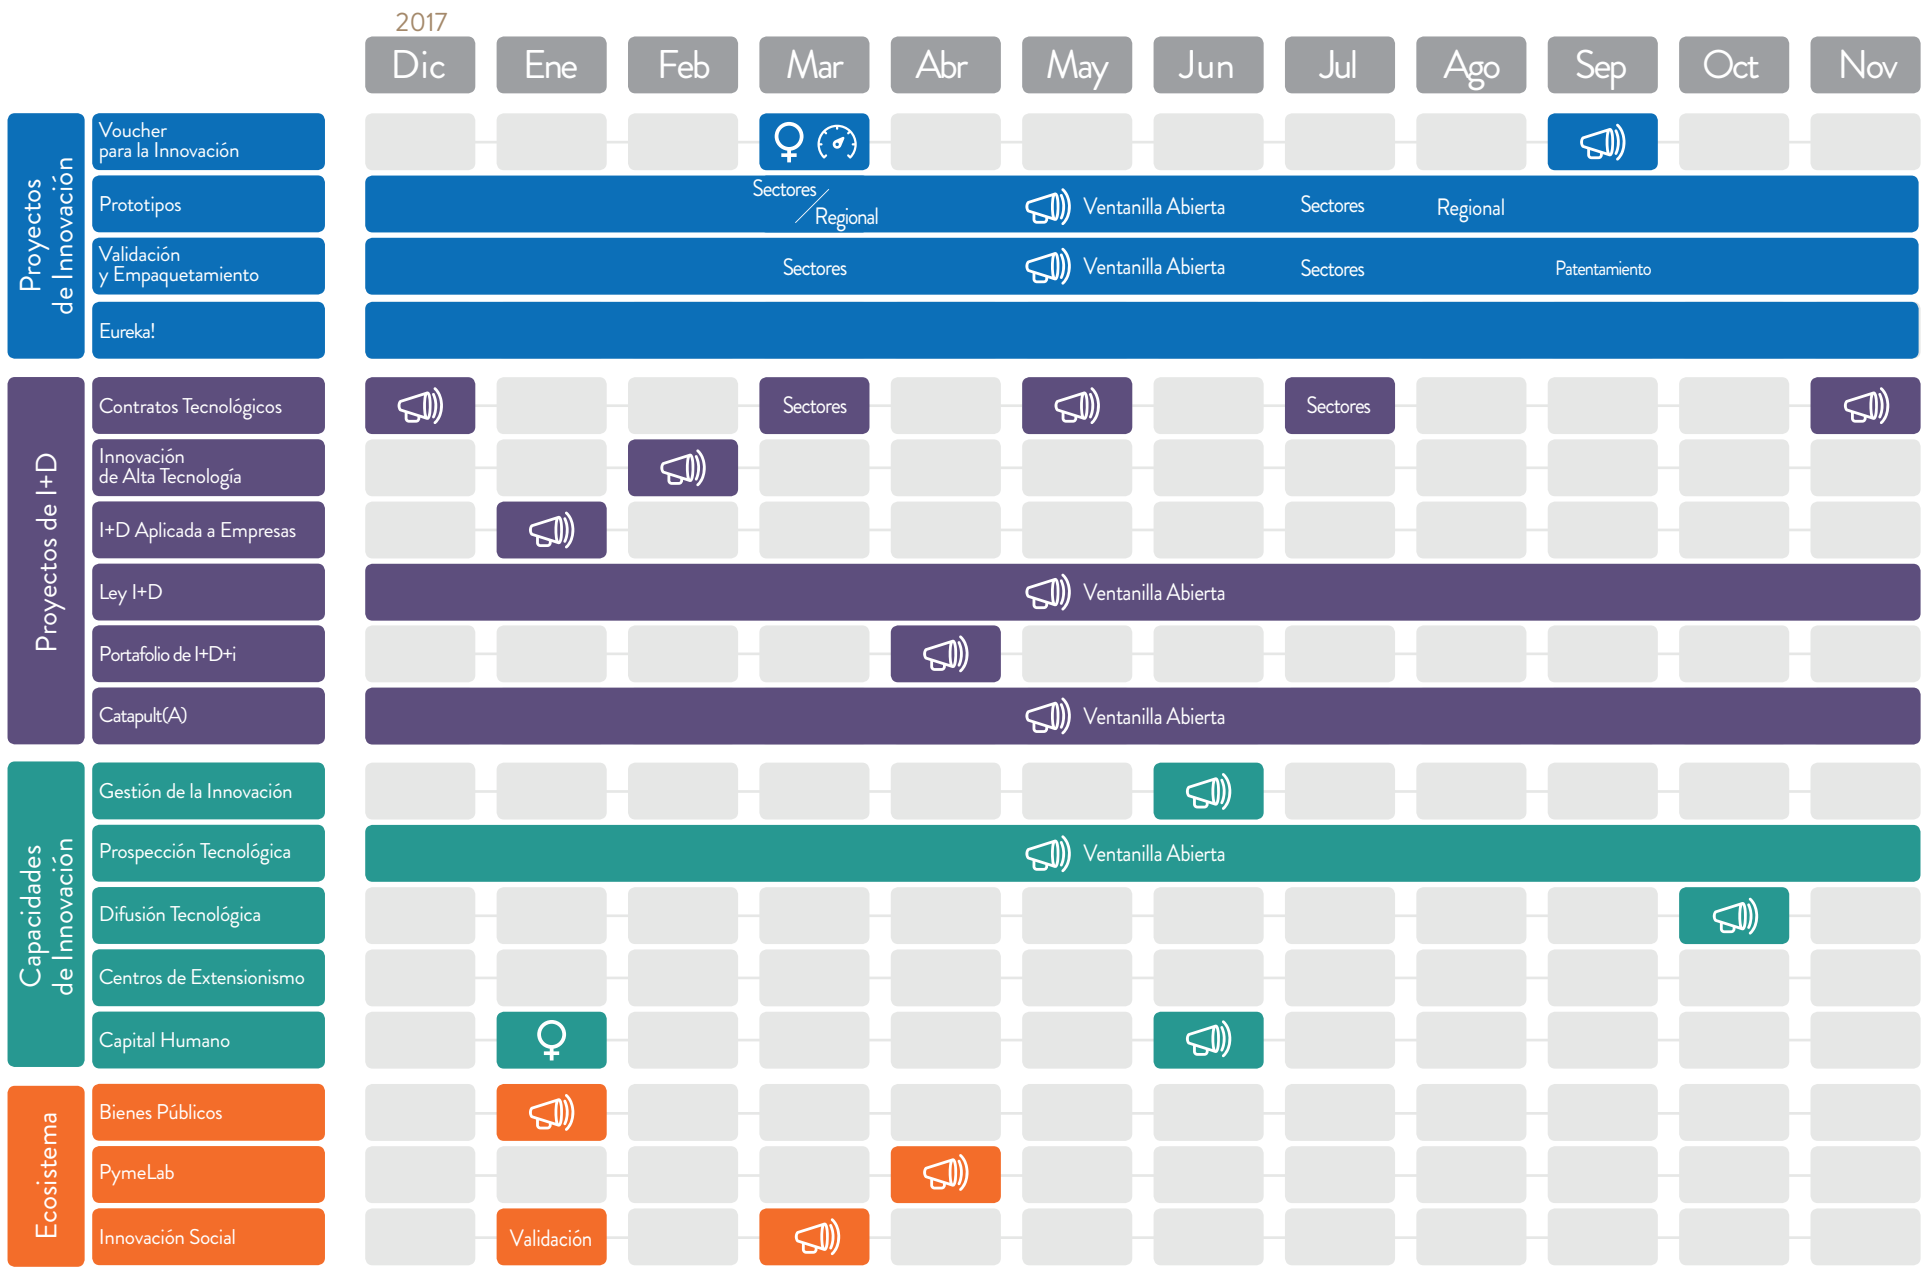 2017
Dic Ene Feb Mar Abr May Jun Jul Ago Sep Oct Nov
Proyectos
de Innovación
Voucher
para la Innovación
Prototipos
Sectores
Regional
Ventanilla Abierta
Sectores
Regional
Validación
y Empaquetamiento
Sectores
Ventanilla Abierta
Sectores
Patentamiento
Eureka!
Proyectos de I+D
Contratos Tecnológicos
Sectores
Sectores
Innovación
de Alta Tecnología
I+D Aplicada a Empresas
Ley I+D
Ventanilla Abierta
Portafolio de I+D+i
Catapult(A)
Ventanilla Abierta
Capacidades
de Innovación
Gestión de la Innovación
Prospección Tecnológica
Ventanilla Abierta
Difusión Tecnológica
Centros de Extensionismo
Capital Humano
Ecosistema
Bienes Públicos
PymeLab
Innovación Social
Validación